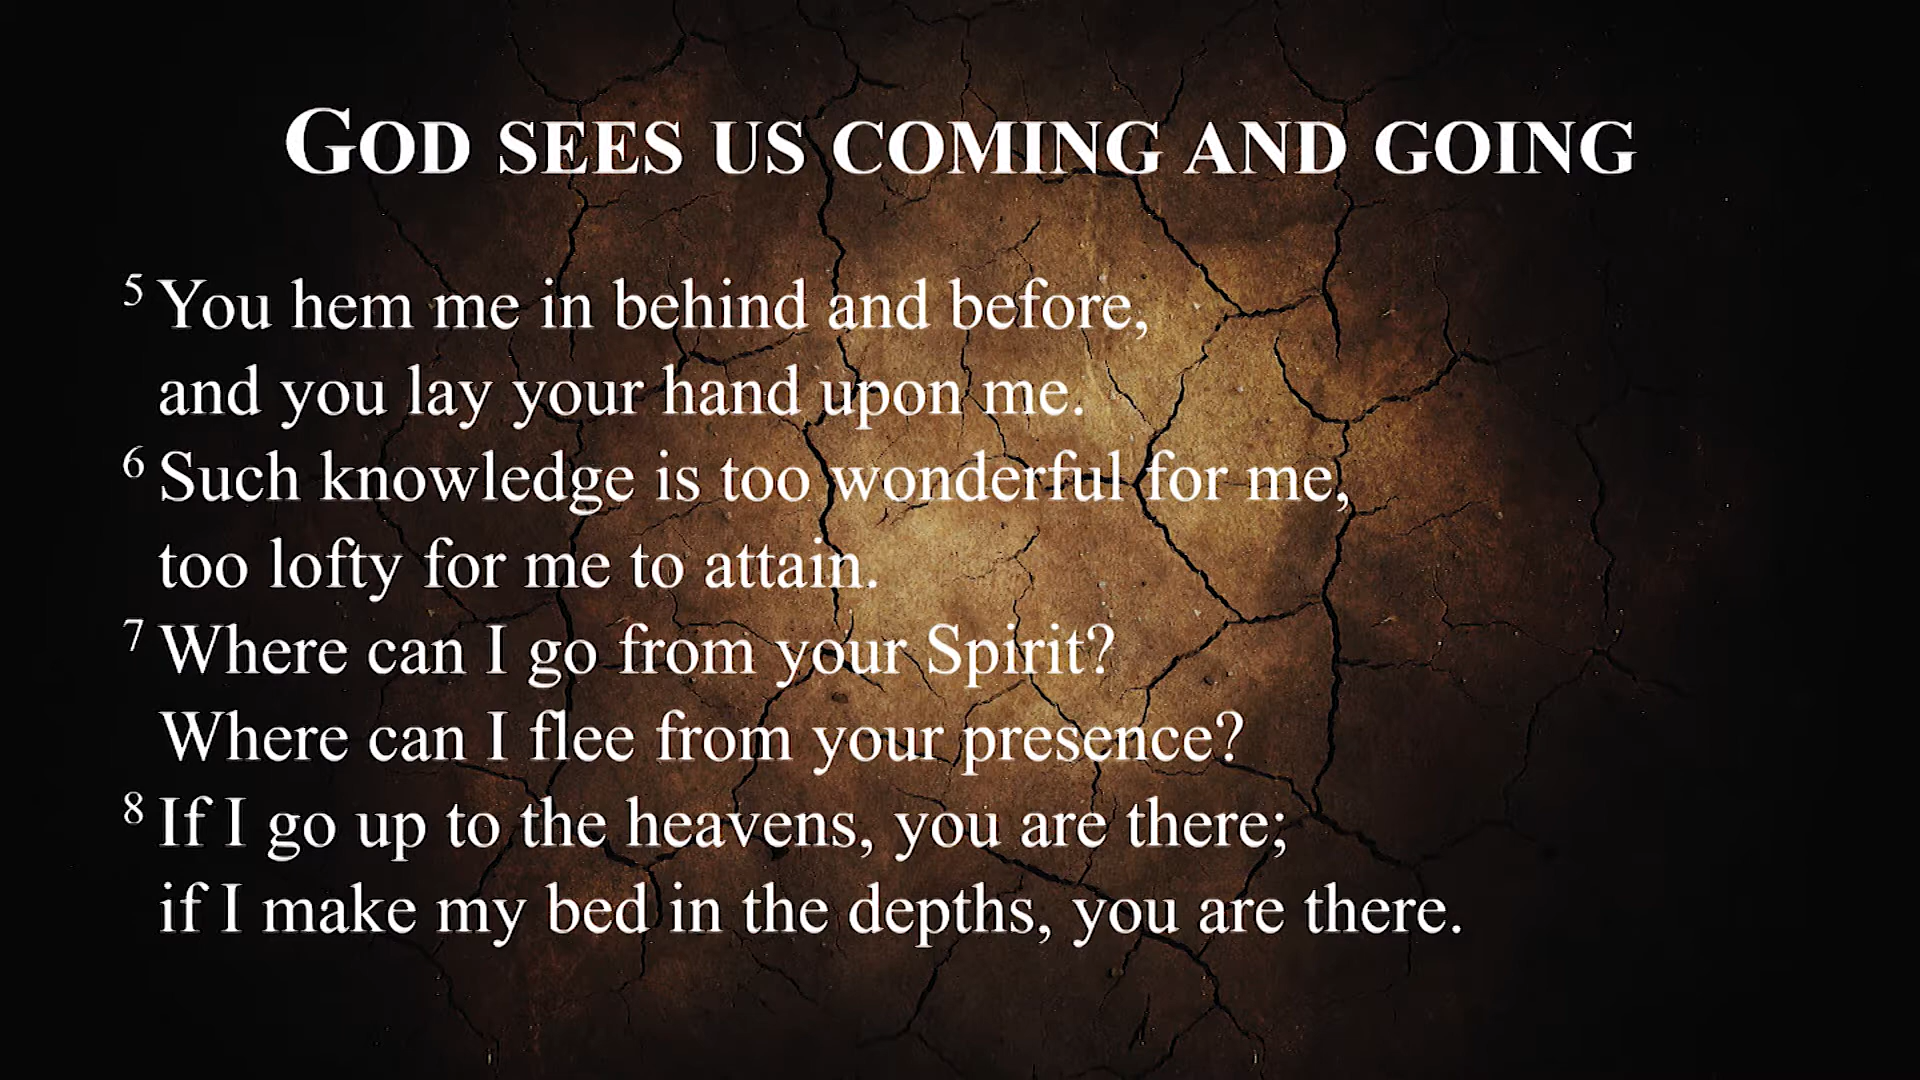 GOD SEES US COMING AND GOING
5 You hem me in behind and before,
and you lay your hand upon me.
6 Such knowledge is too wonderful for me,
too lofty for me to attain.
7 Where can I go from your Spirit?
Where can I flee from your presence?
8 If I go up to the heavens, you are there;
if I make my bed in the depths, you are there.